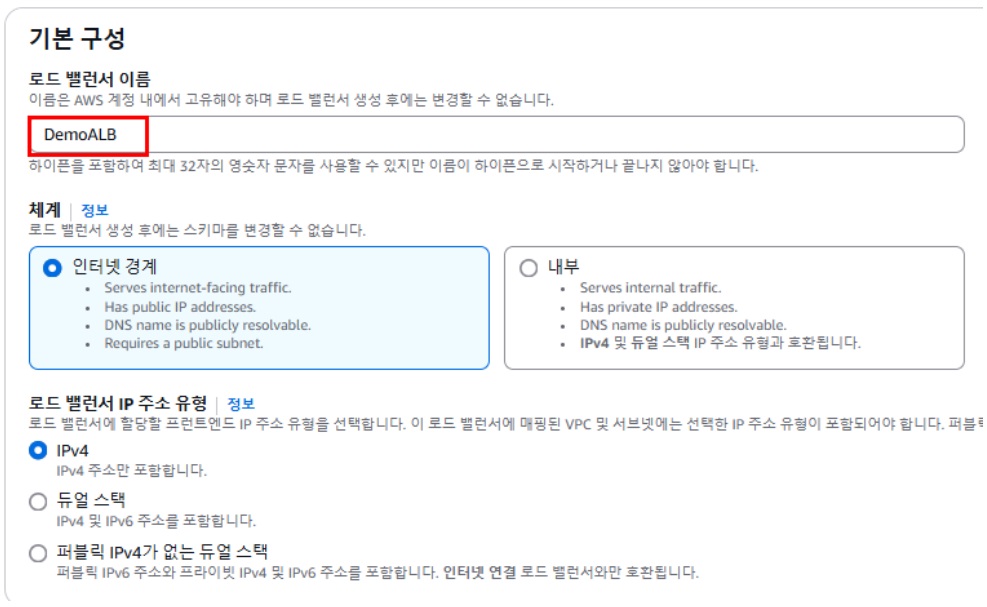 기본 구성
로드 밸런서 이름
이름은 AWS 계정 내에서 고유해야 하며 로드 밸런서 생성 후에는 변경할 수 없습니다.
DemoALB
하이픈을 포함하여 최대 32자의 영숫자 문자를 사용할 수 있지만 이름이 하이픈으로 시작하거나 끝나지 않아야 합니다.
체계 | 정보
로드 밸런서 생성 후에는 스키마를 변경할 수 없습니다.
인터넷 경계
• Serves internet-facing traffic.
• Has public IP addresses.
• DNS name is publicly resolvable.
• Requires a public subnet.
내부
• Serves internal traffic.
• Has private IP addresses.
• DNS name is publicly resolvable.
• IPv4 및 듀얼 스택 IP 주소 유형과 호환됩니다.
로드 밸런서 IP 주소 유형 | 정보
로드 밸런서에 할당할 프런트엔드 IP 주소 유형을 선택합니다. 이 로드 밸런서에 매핑된 VPC 및 서브넷에는 선택한 IP 주소 유형이 포함되어야 합니다.
IPv4
IPv4 주소만 포함합니다.
듀얼 스택
IPv4 및 IPv6 주소를 포함합니다.
퍼블릭 IPv4가 없는 듀얼 스택
퍼블릭 IPv6 주소와 프라이빗 IPv4 및 IPv6 주소를 포함합니다. 인터넷 연결 로드 밸런서와만 호환됩니다.